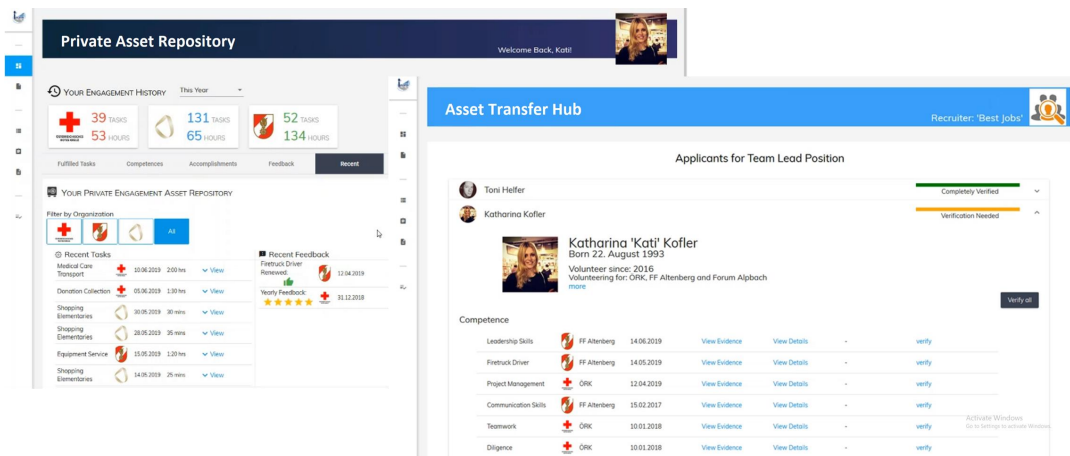 Private Asset Repository
Welcome Back, Kati!
YOUR ENGAGEMENT HISTORY
This Year
39 TASKS
53 HOURS
131 TASKS
65 HOURS
52 TASKS
134 HOURS
Fulfilled Tasks Competences Accomplishments Feedback Recent
YOUR PRIVATE ENGAGEMENT ASSET REPOSITORY
Filter by Organization
All
Recent Tasks
Medical Care
Transport
10.06.2019 2:00 hrs View
Donation Collection 05.06.2019 1:30 hrs View
Shopping
Elementaries
30.05.2019 30 mins View
Shopping
Elementaries
28.05.2019 35 mins View
Equipment Service 15.05.2019 1:20 hrs View
Shopping
Elementaries
14.05.2019 25 mins View
Recent Feedback
Firetruck Driver
Renewed.
12.04.2019
Yearly Feedback:
31.12.2018
Asset Transfer Hub
Recruiter: 'Best Jobs'
Applicants for Team Lead Position
Toni Helfer Completely Verified
Katharina Kofler Verification Needed
Katharina 'Kati' Kofler
Born 22. August 1993
Volunteer since: 2016
Volunteering for: ÖRK, FF Altenberg and Forum Alpbach
more
Verify all
Competence
Leadership Skills FF Altenberg 14.06.2019 View Evidence View Details - verify
Firetruck Driver FF Altenberg 14.05.2019 View Evidence View Details - verify
Project Management ÖRK 12.04.2019 View Evidence View Details - verify
Communication Skills FF Altenberg 15.02.2017 View Evidence View Details - verify
Teamwork ÖRK 10.01.2018 View Evidence View Details - verify
Diligence ÖRK 10.01.2018 View Evidence View Details - verify
Activate Windows
Go to Settings to activate Windows.